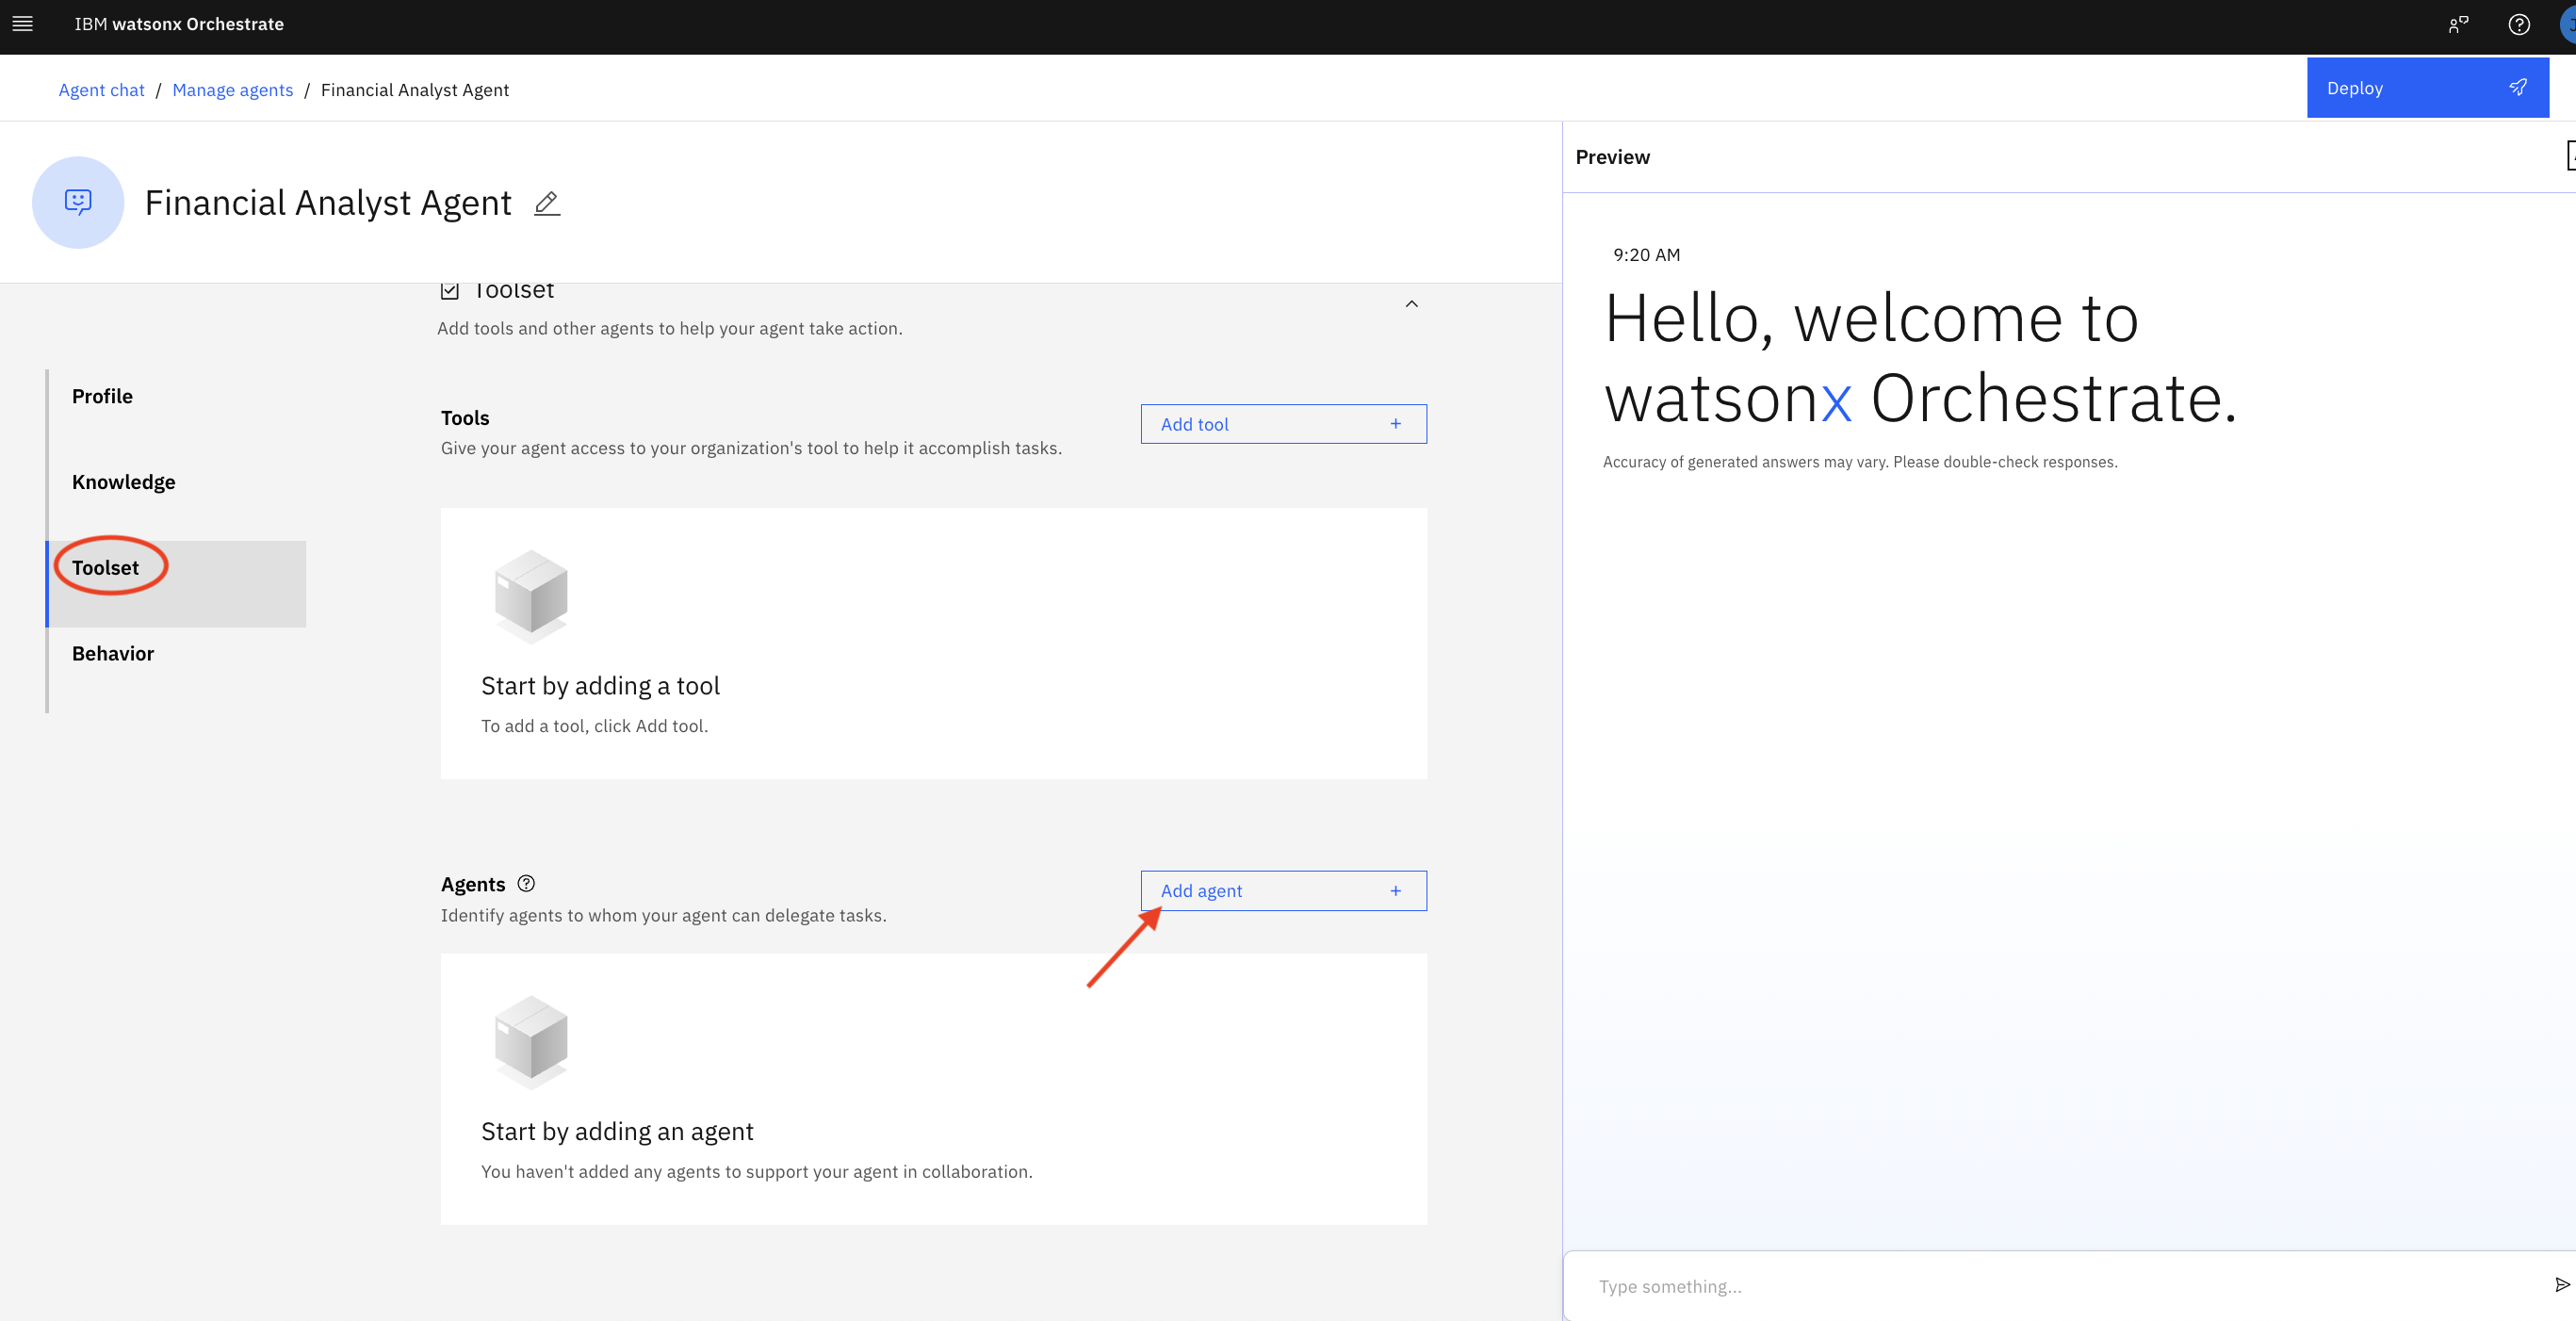 IBM watsonx Orchestrate
Agent chat / Manage agents / Financial Analyst Agent
Deploy
Financial Analyst Agent
Profile
Knowledge
Toolset
Behavior
Toolset
Add tools and other agents to help your agent take action.
Tools
Give your agent access to your organization's tool to help it accomplish tasks.
Add tool +
Start by adding a tool
To add a tool, click Add tool.
Agents
Identify agents to whom your agent can delegate tasks.
Add agent +
Start by adding an agent
You haven't added any agents to support your agent in collaboration.
Preview
9:20 AM
Hello, welcome to
watsonx Orchestrate.
Accuracy of generated answers may vary. Please double-check responses.
Type something...